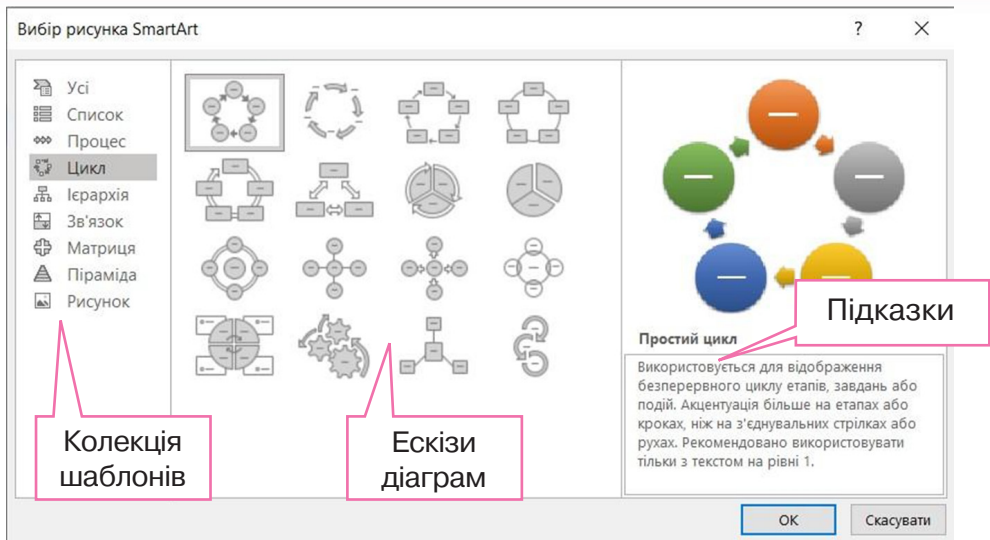 Вибір рисунка SmartArt
Усі
Список
Процес
Цикл
Ієрархія
Зв'язок
Матриця
Піраміда
Рисунок
Колекція
шаблонів
Ескізи
діаграм
Підказки
Простий цикл
Використовується для відображення
безперервного циклу етапів, завдань або
подій. Акцентуація більше на етапах або
кроках, ніж на з'єднувальних стрілках або
рухах. Рекомендовано використовувати
тільки з текстом на рівні 1.
ОК
Скасувати